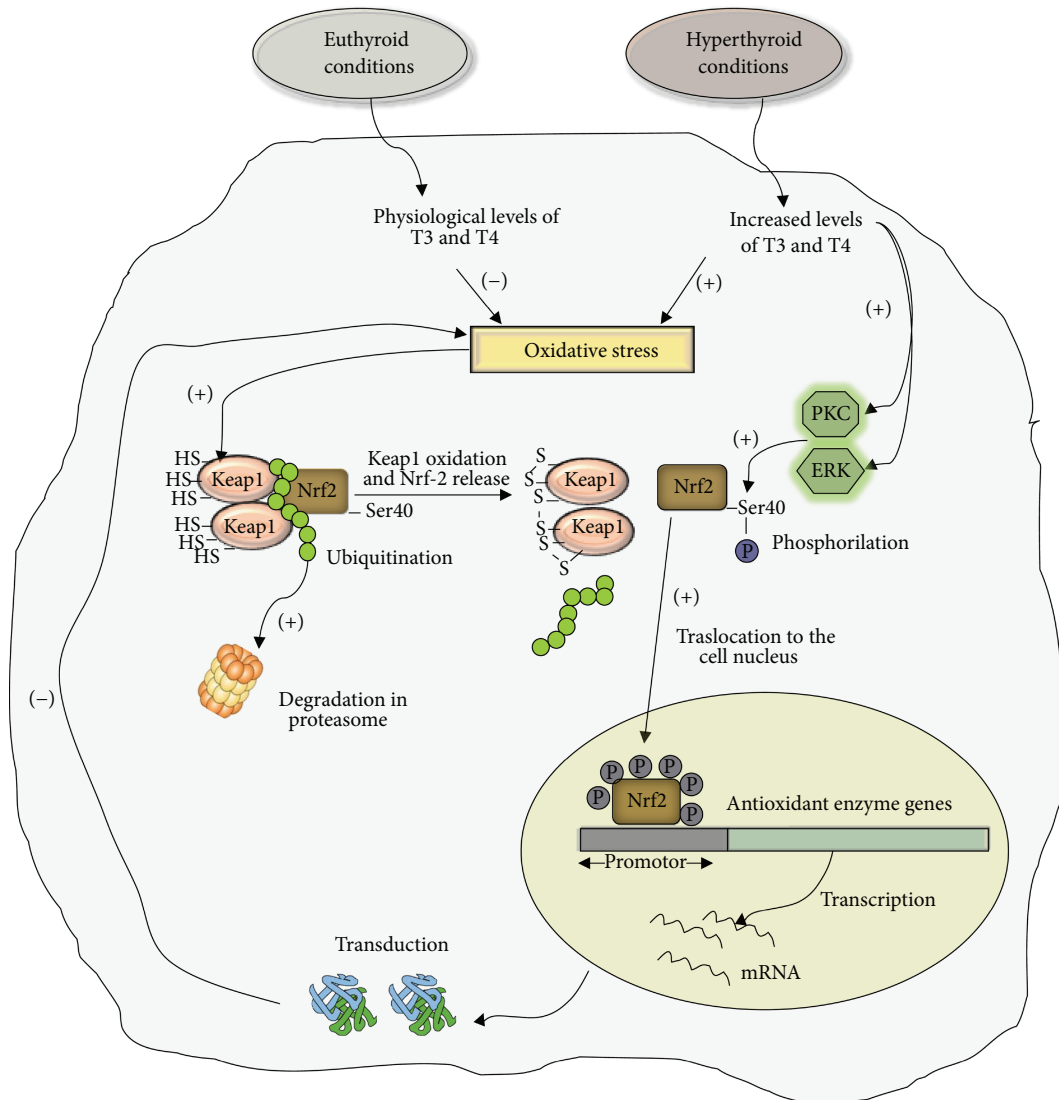 Euthyroid
conditions
Hyperthyroid
conditions
Physiological levels of
T3 and T4
Increased levels
of T3 and T4
(−)
(+)
(+)
Oxidative stress
(+)
PKC
ERK
(+)
HS
HS
HS
Keap1
Nrf2
Ser40
HS
HS
HS
Keap1
Ubiquitination
Keap1 oxidation
and Nrf-2 release
S
S
S
Keap1
S
S
S
Keap1
Nrf2
Ser40
P
Phosphorilation
(+)
Degradation in
proteasome
(+)
Traslocation to the
cell nucleus
(−)
P
P
P
P
P
P
Nrf2
Antioxidant enzyme genes
Promotor
Transcription
mRNA
Transduction